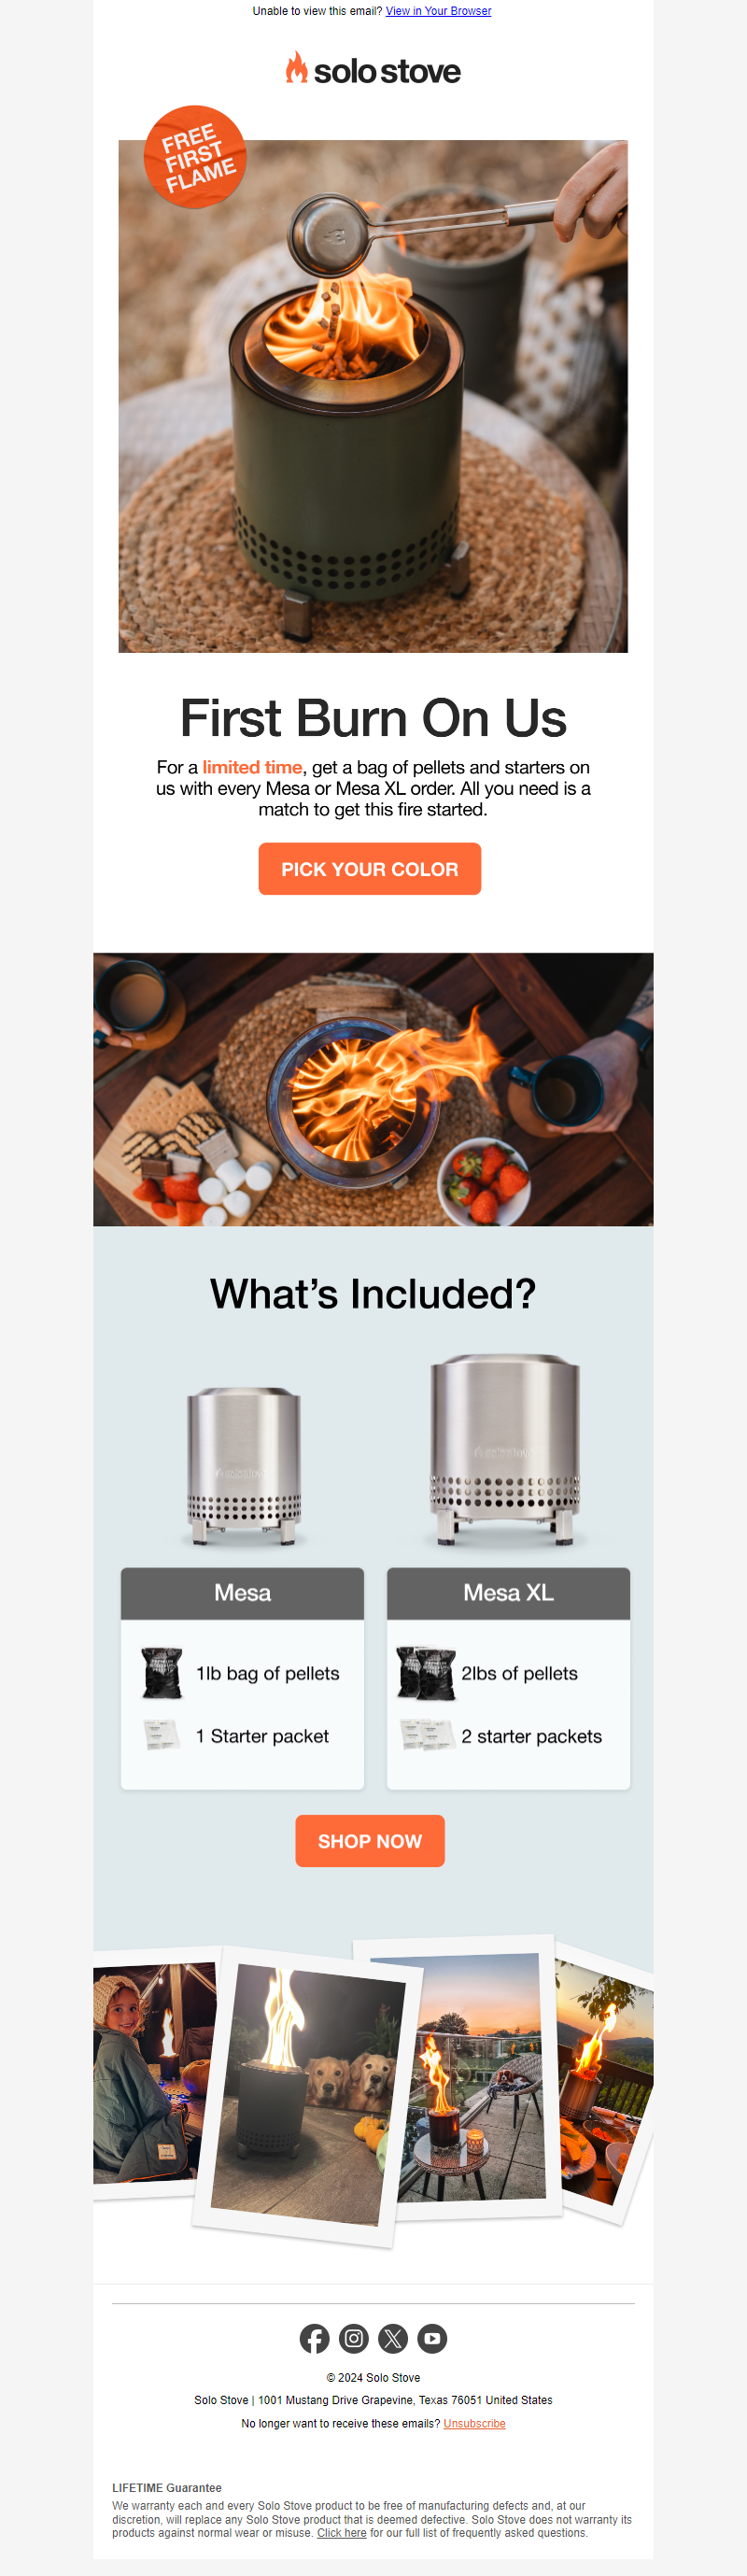 Unable to view this email? View in Your Browser
solo stove
FREE
FIRST
FLAME
First Burn On Us
For a limited time, get a bag of pellets and starters on
us with every Mesa or Mesa XL order. All you need is a
match to get this fire started.
PICK YOUR COLOR
What’s Included?
solo stove
solo stove
Mesa
Mesa XL
1lb bag of pellets
2lbs of pellets
1 Starter packet
2 starter packets
SHOP NOW
© 2024 Solo Stove
Solo Stove | 1001 Mustang Drive Grapevine, Texas 76051 United States
No longer want to receive these emails? Unsubscribe
LIFETIME Guarantee
We warranty each and every Solo Stove product to be free of manufacturing defects and, at our
discretion, will replace any Solo Stove product that is deemed defective. Solo Stove does not warranty its
products against normal wear or misuse. Click here for our full list of frequently asked questions.